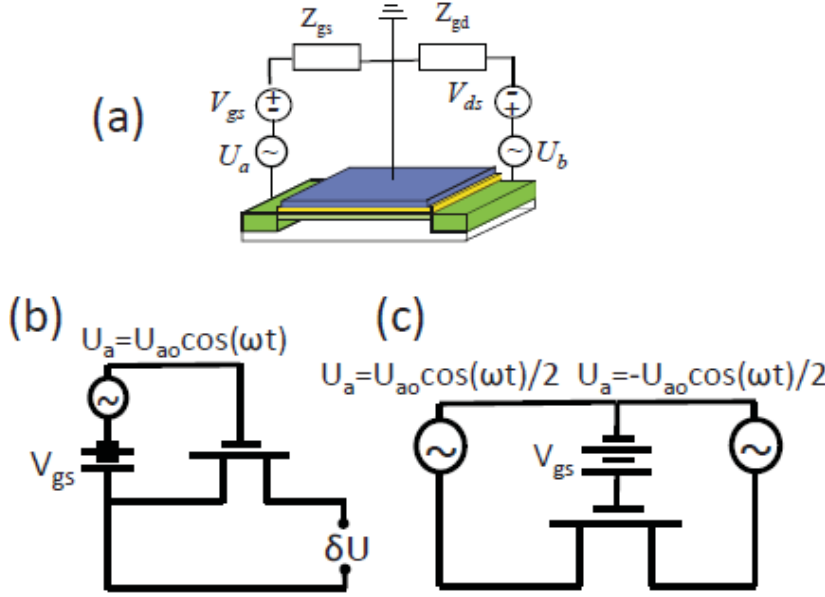 Z_gs Z_gd
V_gs ± V_ds - +
(a)
U_a ~ ~ U_b
(b) (c)
U_a=U_ao cos(ωt)
U_a=U_ao cos(ωt)/2 U_a=-U_ao cos(ωt)/2
~ ~ ~
V_gs V_gs
δU